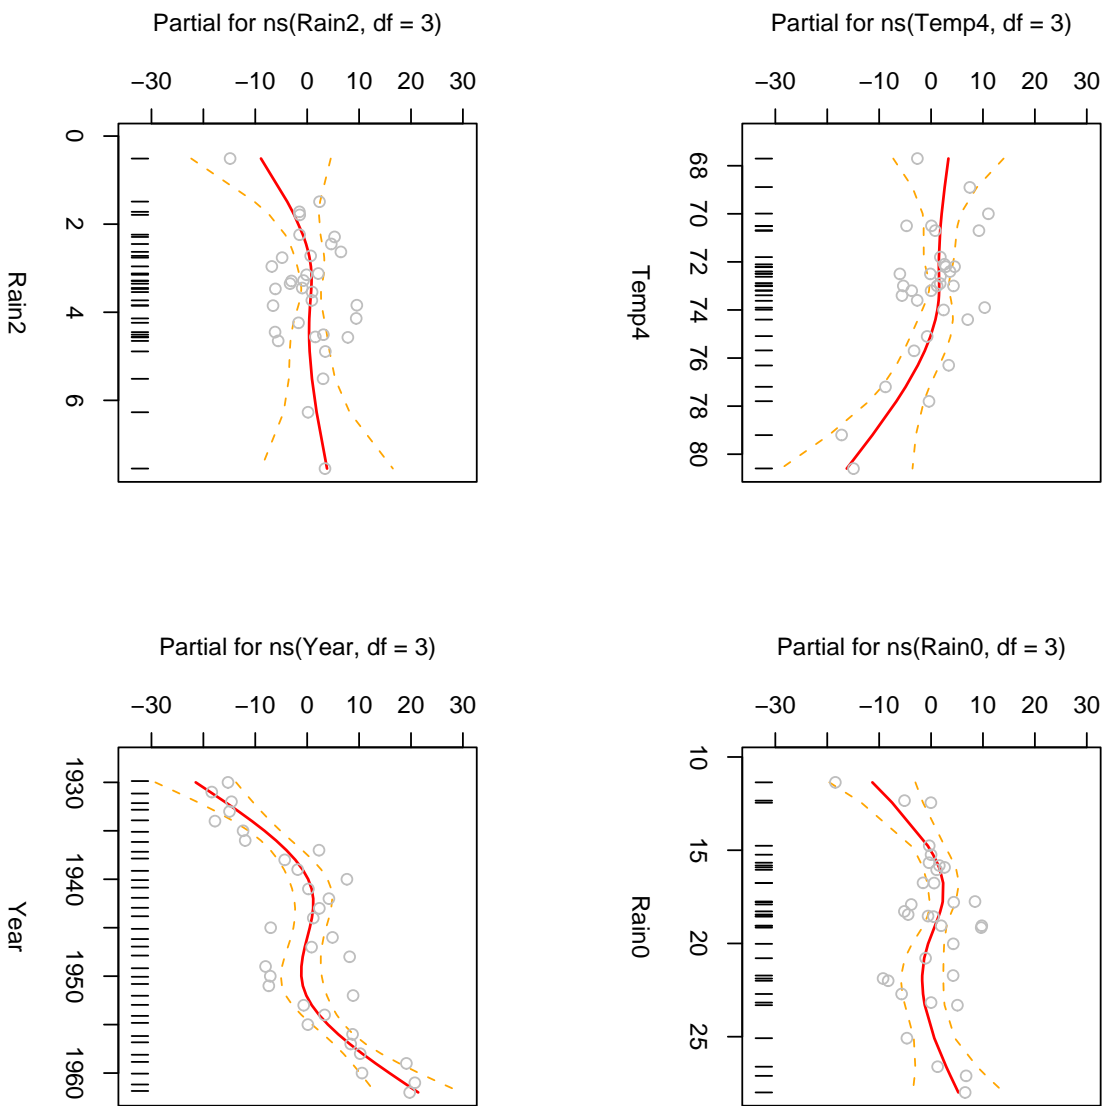 Partial for ns(Rain2, df = 3)
−30 −10 0 10 20 30
0 2 4 6
Rain2
Partial for ns(Temp4, df = 3)
−30 −10 0 10 20 30
68 70 72 74 76 78 80
Temp4
Partial for ns(Year, df = 3)
−30 −10 0 10 20 30
1930 1940 1950 1960
Year
Partial for ns(Rain0, df = 3)
−30 −10 0 10 20 30
10 15 20 25
Rain0